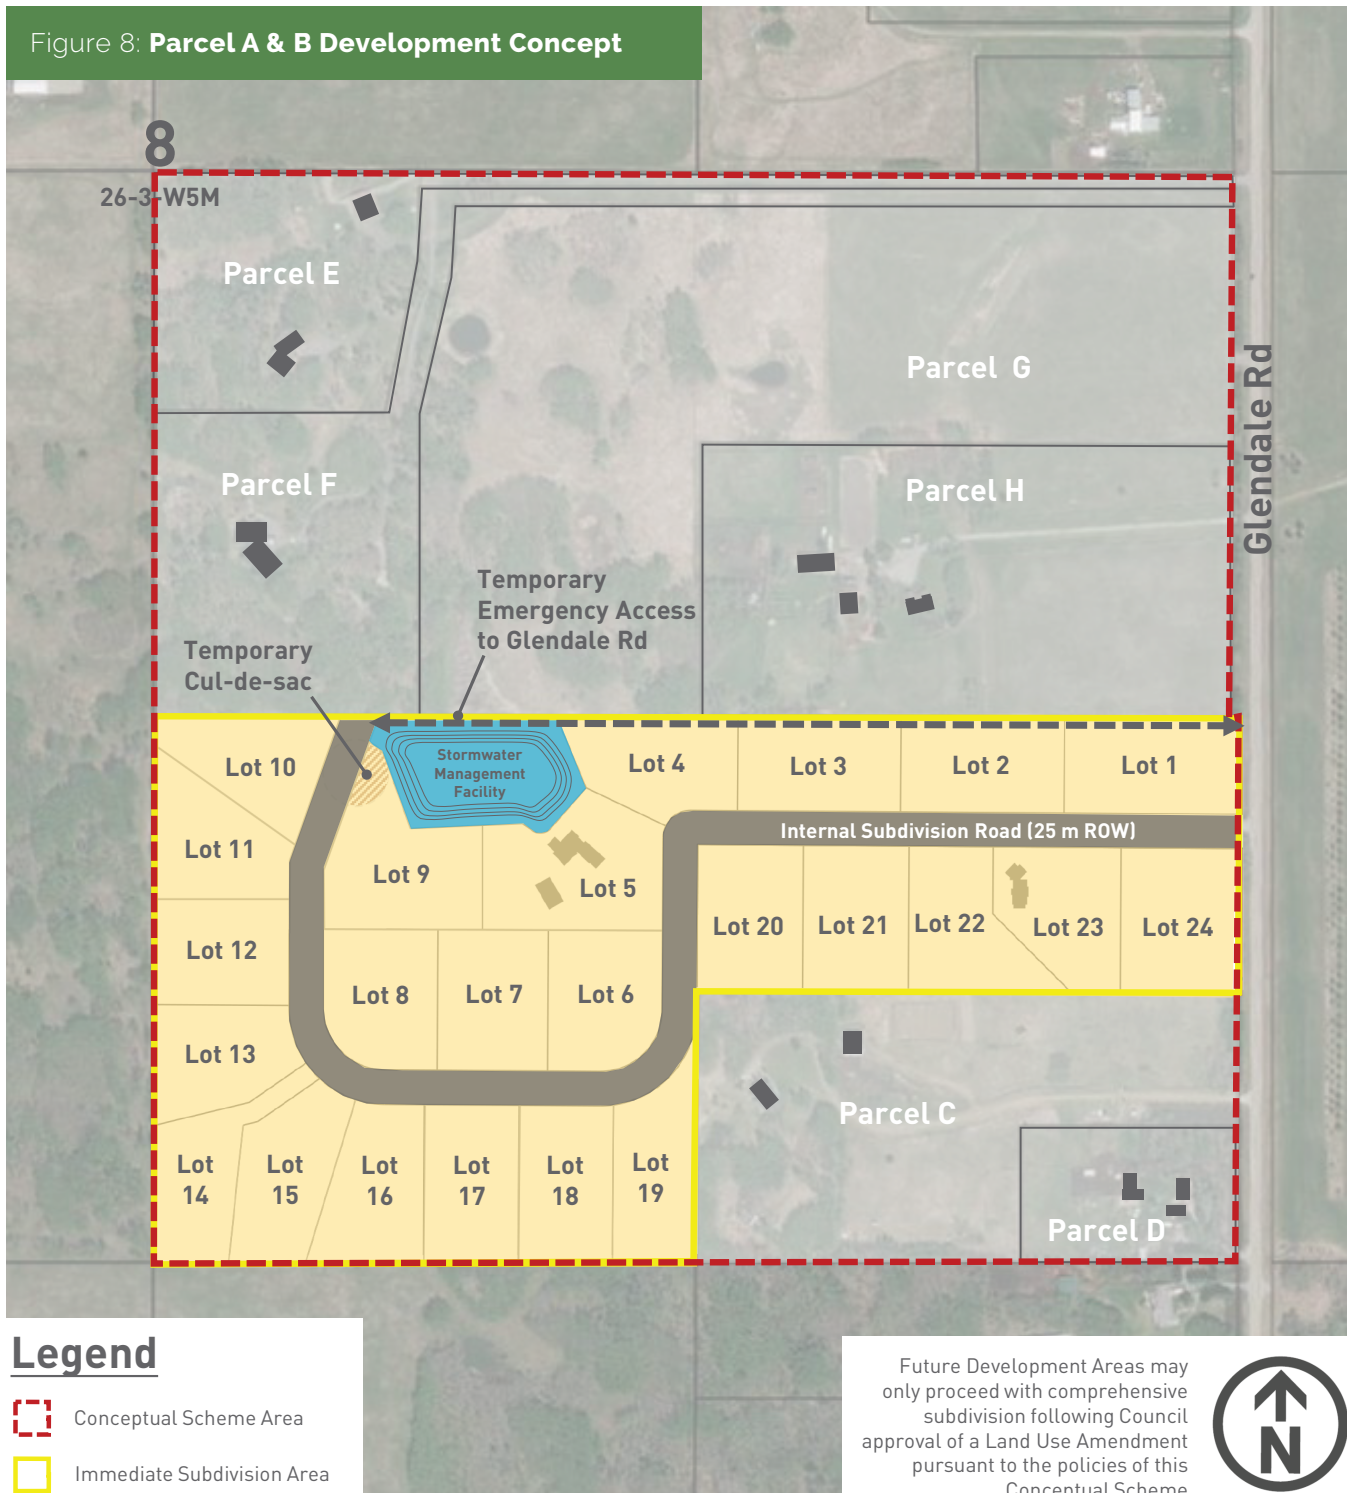 Figure 8: Parcel A & B Development Concept
8
26-3-W5M
Parcel E
Parcel G
Glendale Rd
Parcel F
Parcel H
Temporary
Emergency Access
to Glendale Rd
Temporary
Cul-de-sac
Stormwater
Management
Facility
Lot 10
Lot 4
Lot 3
Lot 2
Lot 1
Internal Subdivision Road (25 m ROW)
Lot 11
Lot 9
Lot 5
Lot 20
Lot 21
Lot 22
Lot 23
Lot 24
Lot 12
Lot 8
Lot 7
Lot 6
Lot 13
Parcel C
Lot
14
Lot
15
Lot
16
Lot
17
Lot
18
Lot
19
Parcel D
Legend
Conceptual Scheme Area
Immediate Subdivision Area
Future Development Areas may
only proceed with comprehensive
subdivision following Council
approval of a Land Use Amendment
pursuant to the policies of this
Conceptual Scheme
N